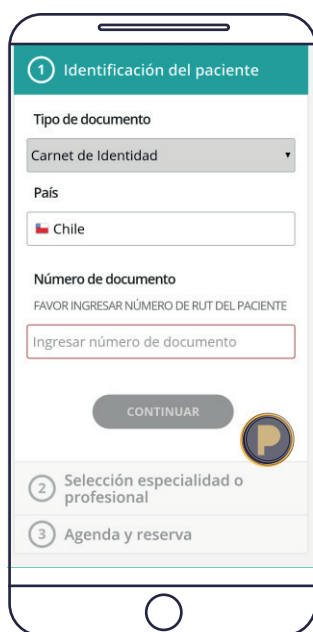 1 Identificación del paciente
Tipo de documento
Carnet de Identidad
País
Chile
Número de documento
FAVOR INGRESAR NÚMERO DE RUT DEL PACIENTE
Ingresar número de documento
CONTINUAR
P
2 Selección especialidad o
profesional
3 Agenda y reserva